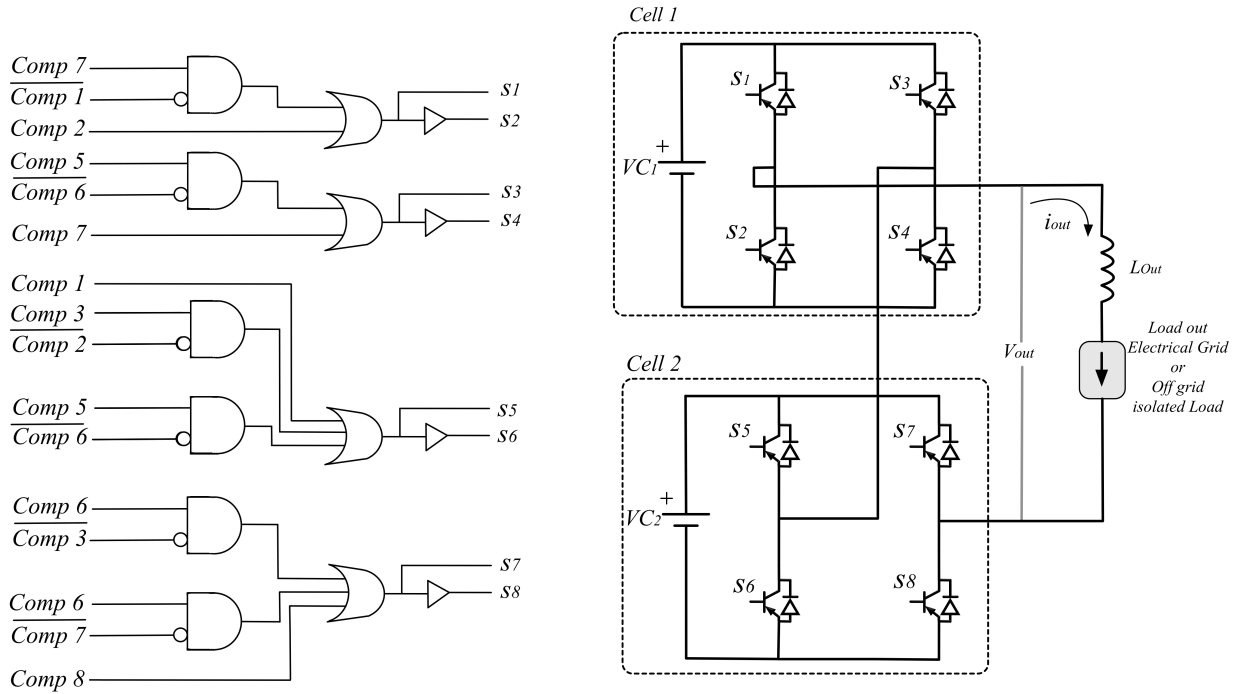 Comp 7
Comp 1
Comp 2
S1
S2
Comp 5
Comp 6
Comp 7
S3
S4
Comp 1
Comp 3
Comp 2
Comp 5
Comp 6
S5
S6
Comp 6
Comp 3
Comp 6
Comp 7
Comp 8
S7
S8
Cell 1
S1
S3
+
VC1
S2
S4
iout
LOut
Vout
Load out
Electrical Grid
or
Off grid
isolated Load
Cell 2
S5
S7
+
VC2
S6
S8